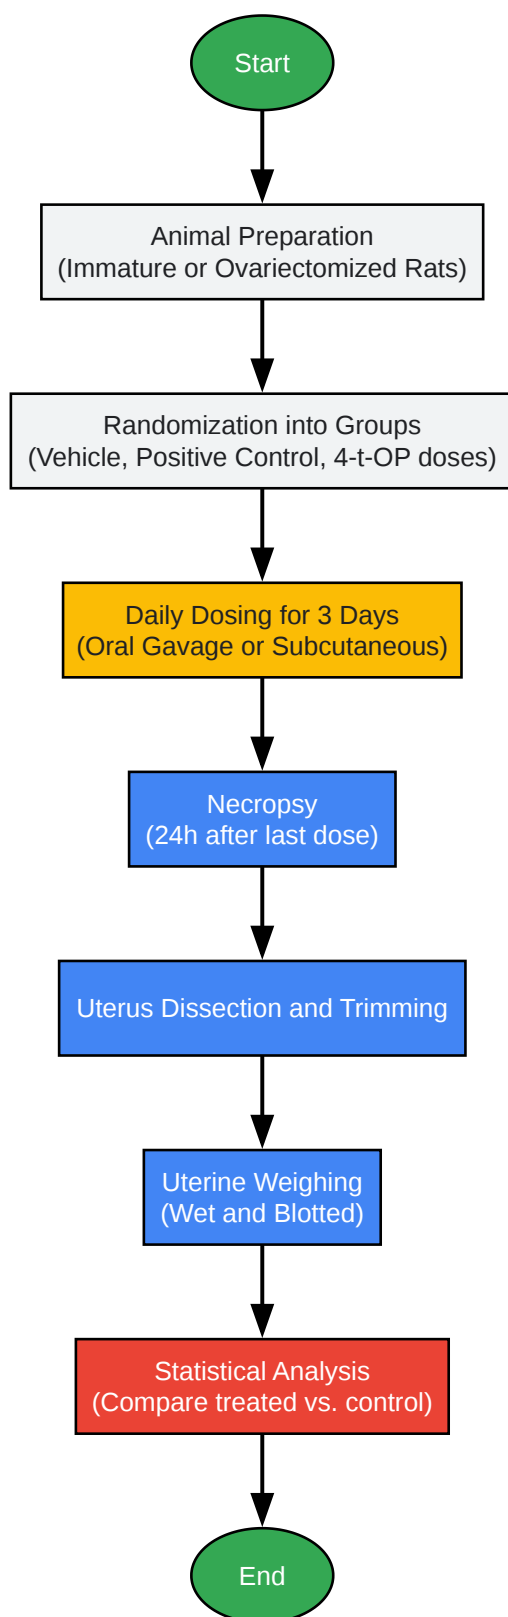 Start
Animal Preparation
(Immature or Ovariectomized Rats)
Randomization into Groups
(Vehicle, Positive Control, 4-t-OP doses)
Daily Dosing for 3 Days
(Oral Gavage or Subcutaneous)
Necropsy
(24h after last dose)
Uterus Dissection and Trimming
Uterine Weighing
(Wet and Blotted)
Statistical Analysis
(Compare treated vs. control)
End